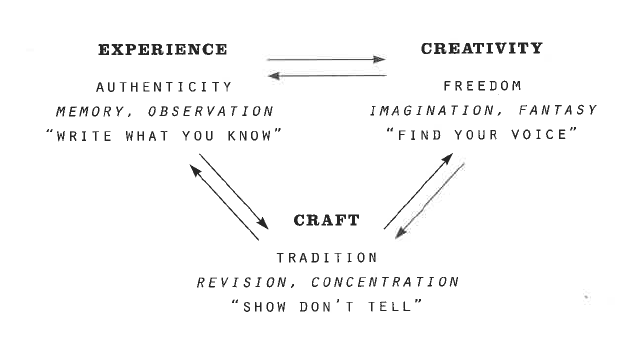 EXPERIENCE
AUTHENTICITY
MEMORY, OBSERVATION
"WRITE WHAT YOU KNOW"
CREATIVITY
FREEDOM
IMAGINATION, FANTASY
"FIND YOUR VOICE"
CRAFT
TRADITION
REVISION, CONCENTRATION
"SHOW DON'T TELL"